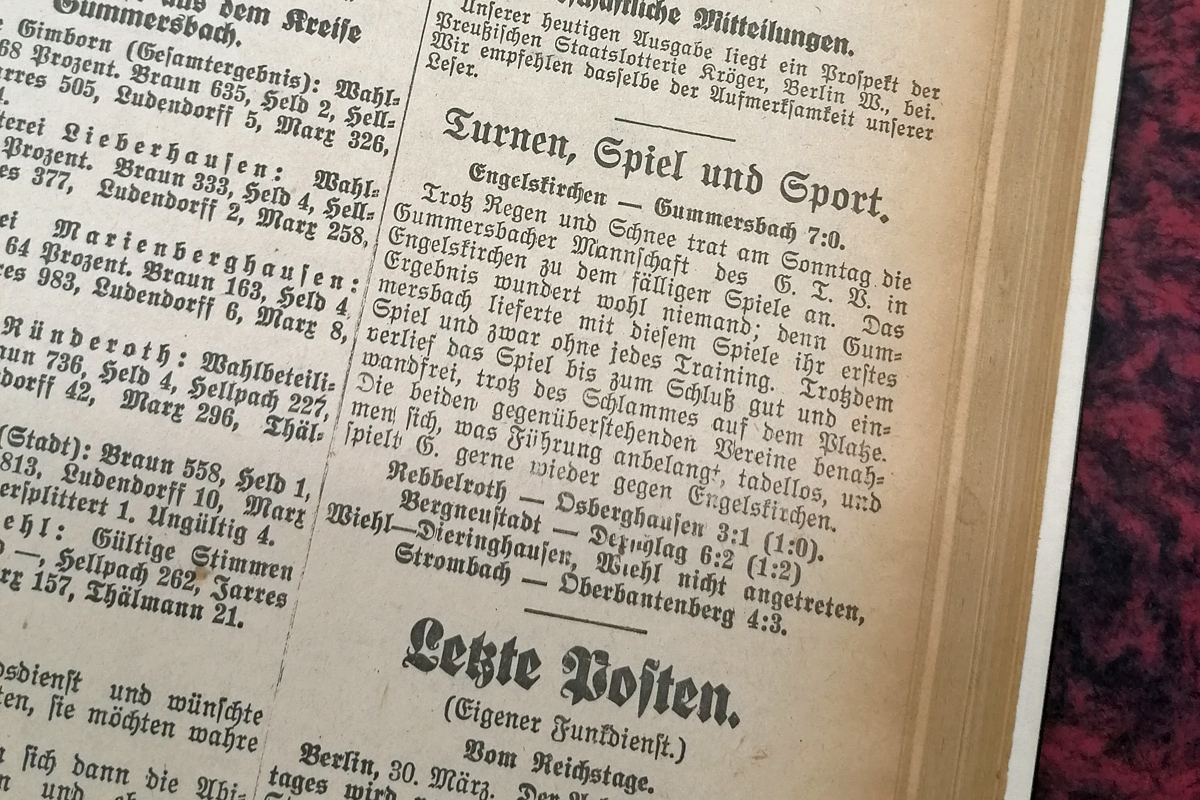 aus dem Kreise
Gummersbach.
Gimborn (Gesamtergebnis): Wahl-
68 Prozent. Braun 635, Held 2, Hell-
arres 505, Ludendorff 5, Marx 326,
terei Lieberhausen: Wahl-
Prozent. Braun 333, Held 4, Hell-
es 377, Ludendorff 2, Marx 258,
ei Marienberghausen:
64 Prozent. Braun 163, Held 4
res 983, Ludendorff 6, Marx 8,
Ründeroth: Wahlbeteili-
aun 736, Held 4, Hellpach 227,
dorff 42, Marx 296, Thäl-
(Stadt): Braun 558, Held 1,
813, Ludendorff 10, Marx
ersplittert 1. Ungültig 4.
ehl: Gültige Stimmen
—, Hellpach 262, Jarres
rx 157, Thälmann 21.
sdienst und wünschte
ten, sie möchten wahre
sich dann die Abi-
und
schäftliche Mitteilungen.
Unserer heutigen Ausgabe liegt ein Prospekt der
Preußischen Staatslotterie Kröger, Berlin W., bei.
Wir empfehlen dasselbe der Aufmerksamkeit unserer
Leser.
Turnen, Spiel und Sport.
Engelskirchen — Gummersbach 7:0.
Trotz Regen und Schnee trat am Sonntag die
Gummersbacher Mannschaft des G. T. V. in
Engelskirchen zu dem fälligen Spiele an. Das
Ergebnis wundert wohl niemand; denn Gum-
mersbach lieferte mit diesem Spiele ihr erstes
Spiel und zwar ohne jedes Training. Trotzdem
verlief das Spiel bis zum Schluß gut und ein-
wandfrei, trotz des Schlammes auf dem Platze.
Die beiden gegenüberstehenden Vereine benah-
men sich, was Führung anbelangt, tadellos, und
spielt G. gerne wieder gegen Engelskirchen.
Rebbelroth — Osberghausen 3:1 (1:0).
Bergneustadt — Derschlag 6:2 (1:2)
Wiehl—Dieringhausen, Wiehl nicht angetreten,
Strombach — Oberbantenberg 4:3.
Letzte Posten.
(Eigener Funkdienst.)
Vom Reichstage.
Berlin, 30. März. Der
tages wird